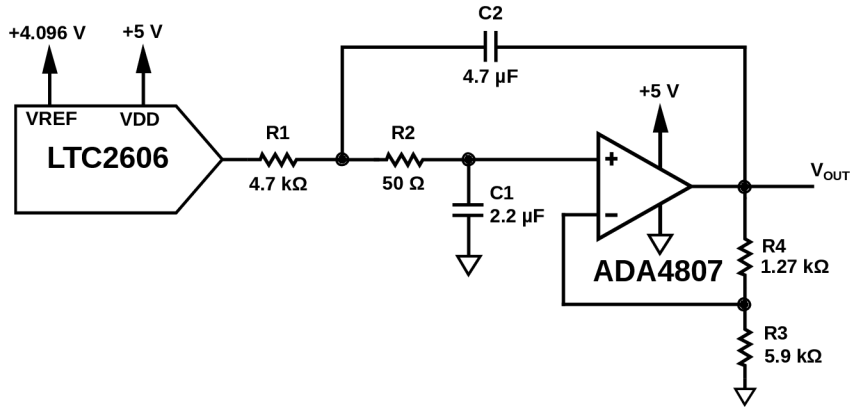 C2
4.7 µF
+4.096 V
+5 V
VREF
VDD
LTC2606
R1
4.7 kΩ
R2
50 Ω
C1
2.2 µF
+5 V
+
−
ADA4807
VOUT
R4
1.27 kΩ
R3
5.9 kΩ